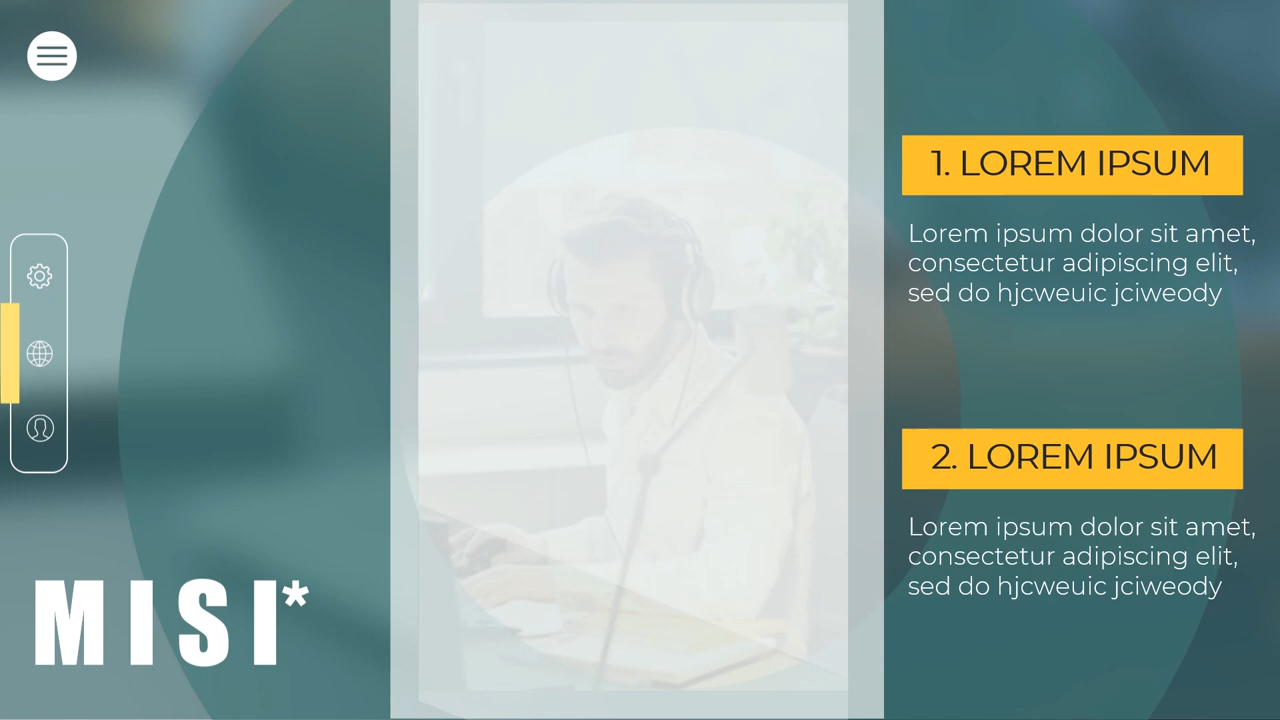 1. LOREM IPSUM
Lorem ipsum dolor sit amet,
consectetur adipiscing elit,
sed do hjcweuic jciweody
2. LOREM IPSUM
Lorem ipsum dolor sit amet,
consectetur adipiscing elit,
sed do hjcweuic jciweody
MISI*